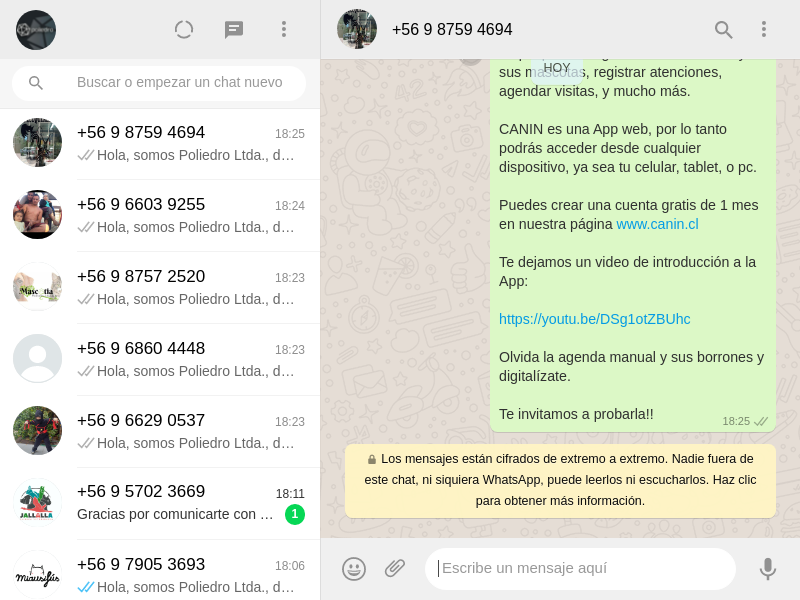 Buscar o empezar un chat nuevo
+56 9 8759 4694 18:25
Hola, somos Poliedro Ltda., d…
+56 9 6603 9255 18:24
Hola, somos Poliedro Ltda., d…
+56 9 8757 2520 18:23
Hola, somos Poliedro Ltda., d…
+56 9 6860 4448 18:23
Hola, somos Poliedro Ltda., d…
+56 9 6629 0537 18:23
Hola, somos Poliedro Ltda., d…
+56 9 5702 3669 18:11
Gracias por comunicarte con … 1
JALLALLA
+56 9 7905 3693 18:06
Hola, somos Poliedro Ltda., d…
Miausifús
+56 9 8759 4694
HOY
sus mascotas, registrar atenciones,
agendar visitas, y mucho más.
CANIN es una App web, por lo tanto
podrás acceder desde cualquier
dispositivo, ya sea tu celular, tablet, o pc.
Puedes crear una cuenta gratis de 1 mes
en nuestra página www.canin.cl
Te dejamos un video de introducción a la
App:
https://youtu.be/DSg1otZBUhc
Olvida la agenda manual y sus borrones y
digitalízate.
Te invitamos a probarla!!
18:25
Los mensajes están cifrados de extremo a extremo. Nadie fuera de
este chat, ni siquiera WhatsApp, puede leerlos ni escucharlos. Haz clic
para obtener más información.
Escribe un mensaje aquí